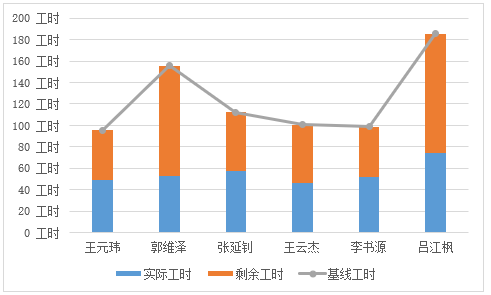 200 工时
180 工时
160 工时
140 工时
120 工时
100 工时
80 工时
60 工时
40 工时
20 工时
0 工时
王元玮 郭维泽 张延钊 王云杰 李书源 吕江枫
实际工时 剩余工时 基线工时